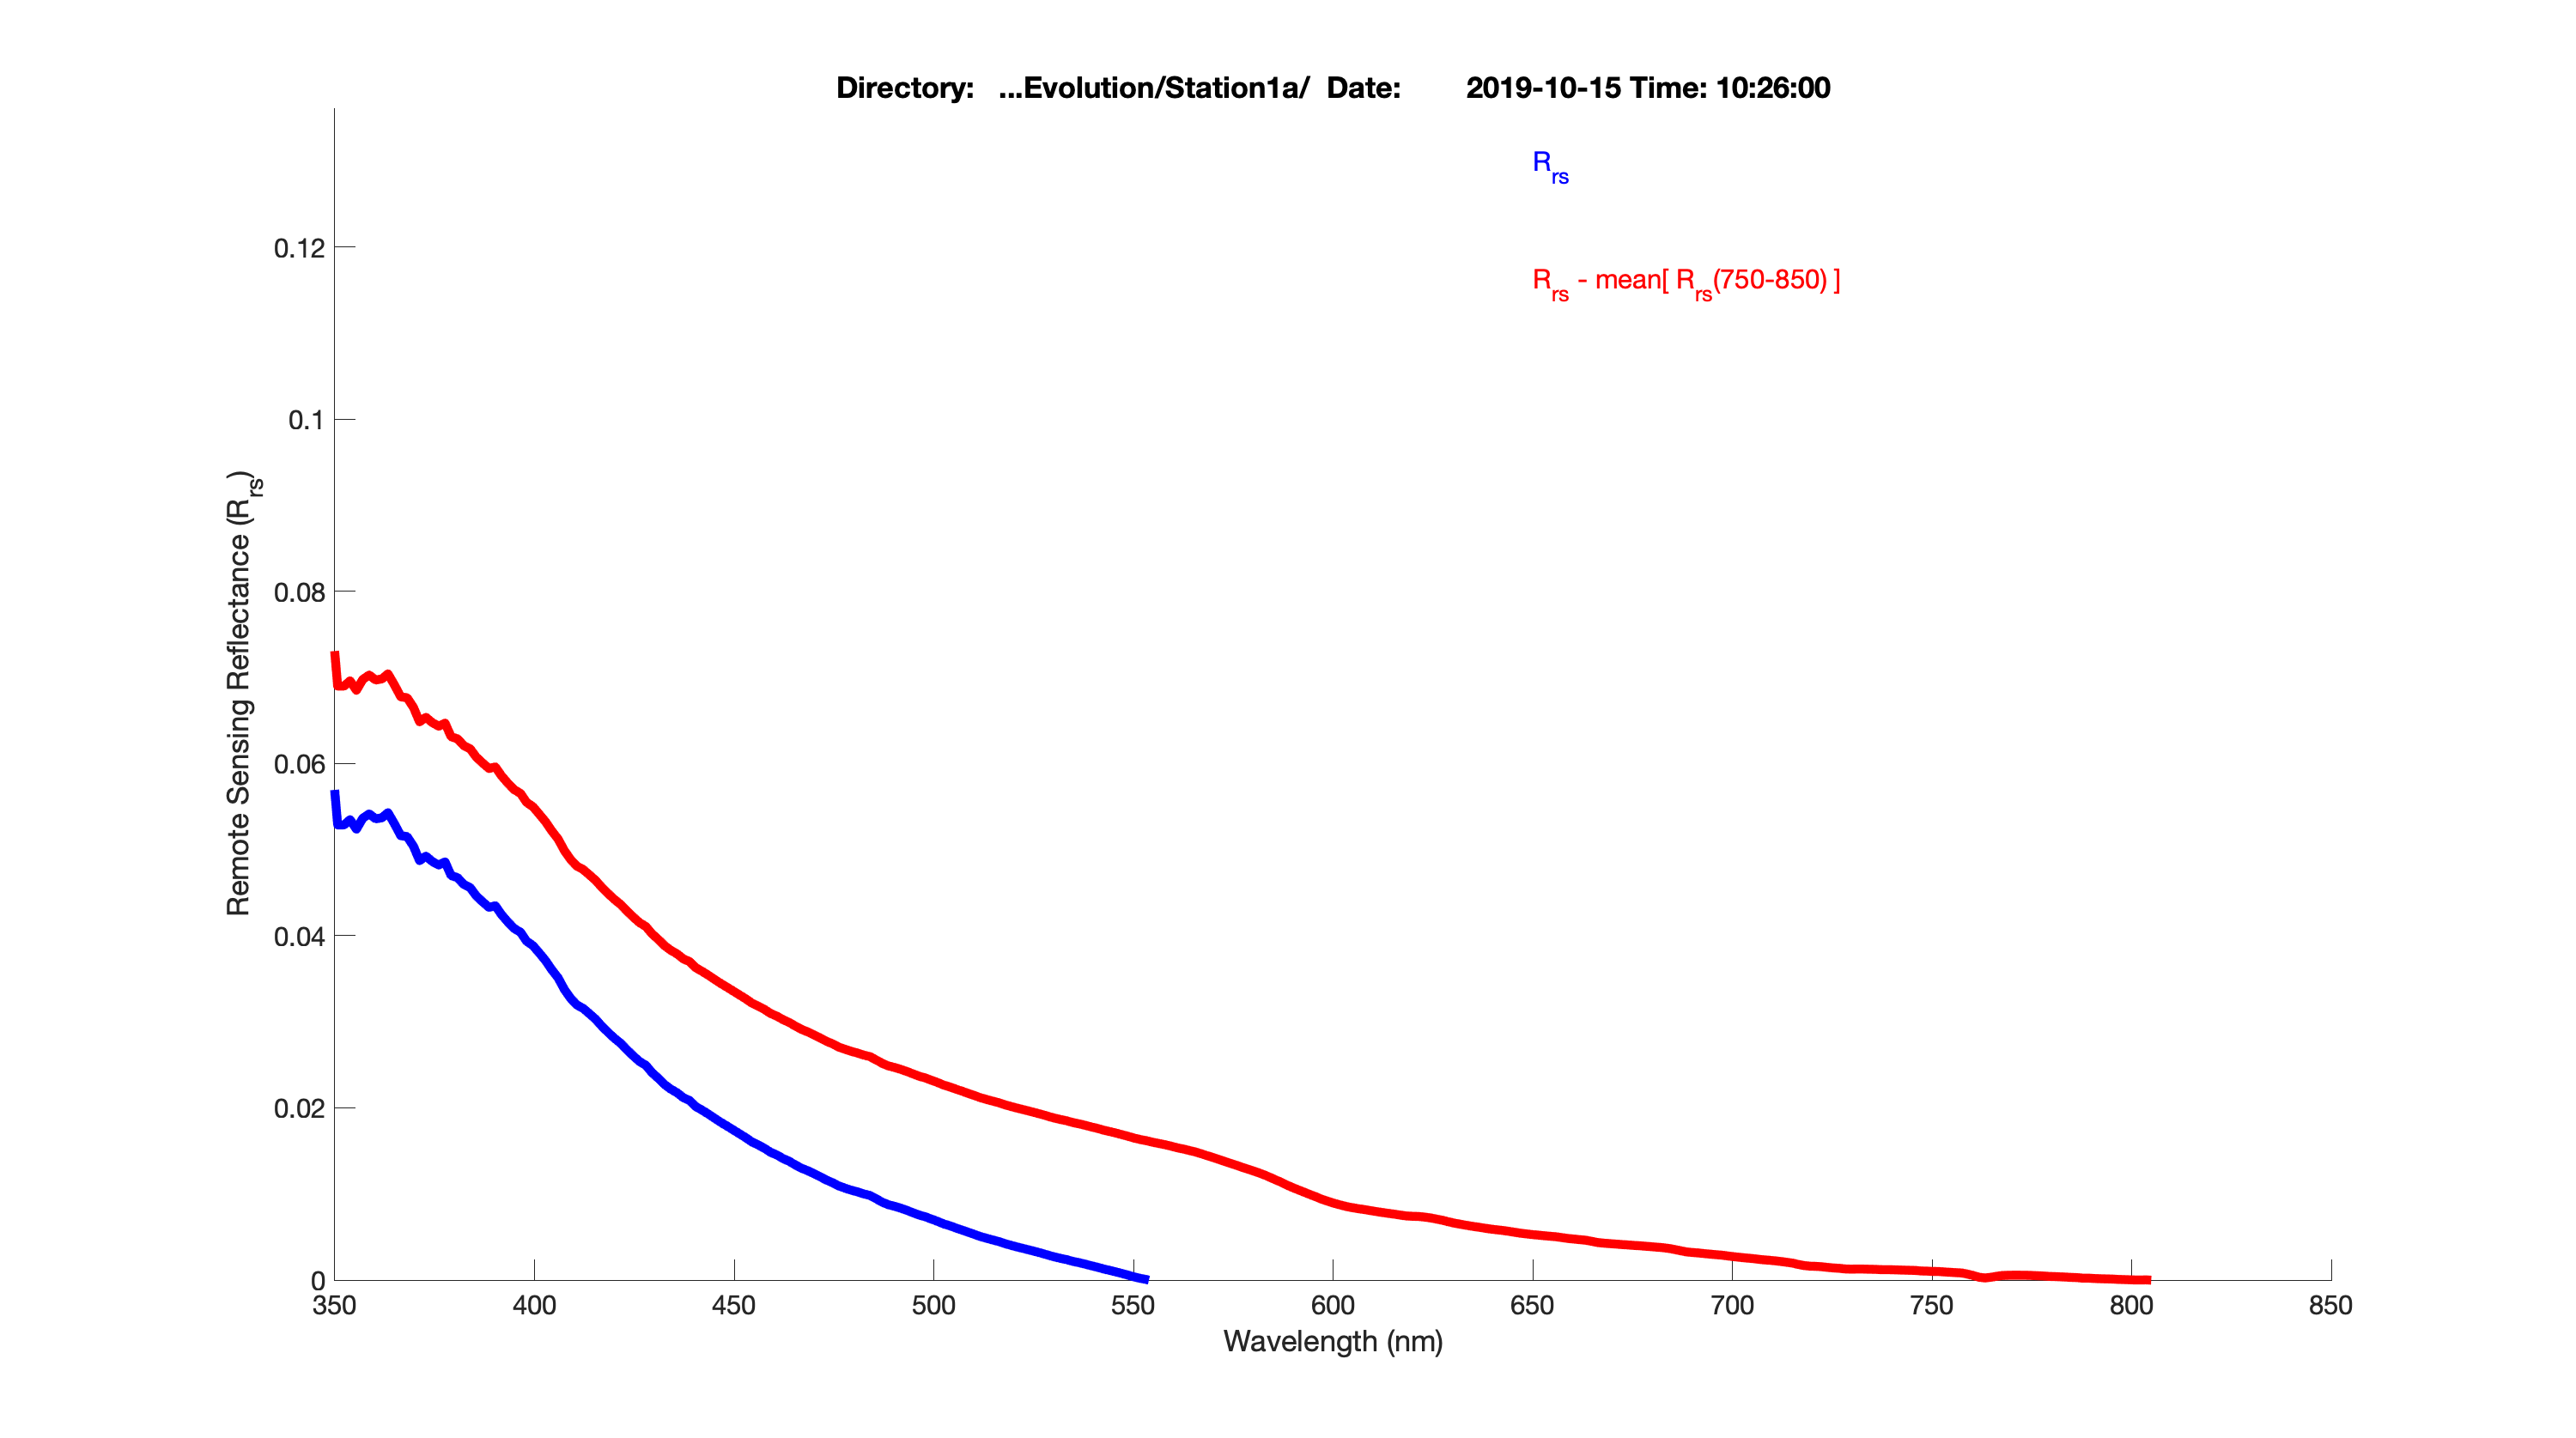 Directory: ...Evolution/Station1a/ Date: 2019-10-15 Time: 10:26:00
Rrs
Rrs - mean[ Rrs(750-850) ]
Remote Sensing Reflectance (Rrs)
0.12
0.1
0.08
0.06
0.04
0.02
0
350 400 450 500 550 600 650 700 750 800 850
Wavelength (nm)